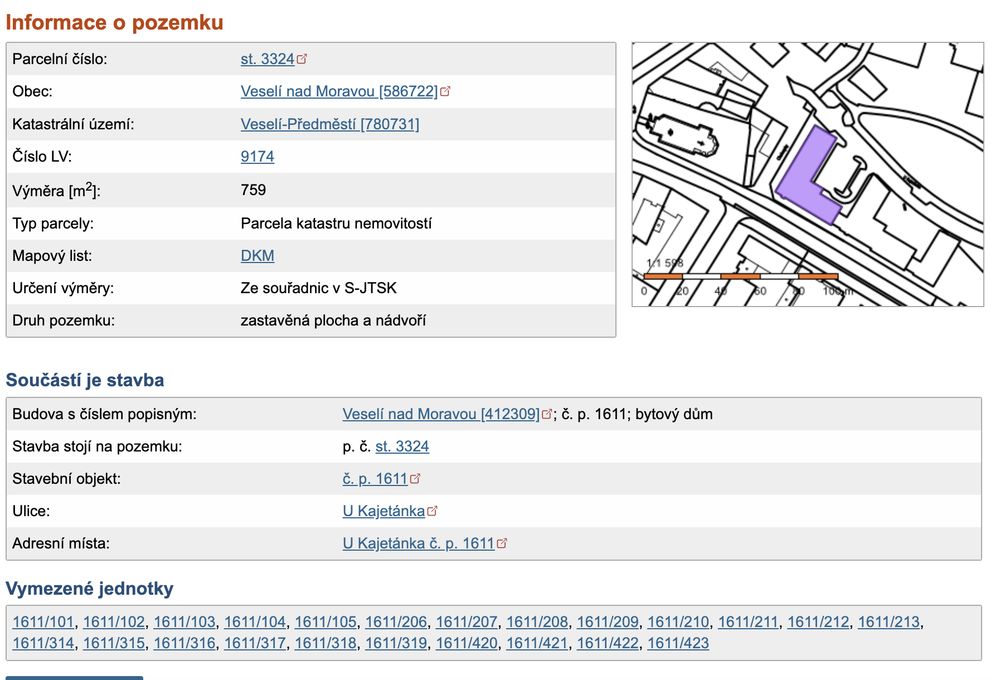 Informace o pozemku
Parcelní číslo: st. 3324
Obec: Veselí nad Moravou [586722]
Katastrální území: Veselí-Předměstí [780731]
Číslo LV: 9174
Výměra [m2]: 759
Typ parcely: Parcela katastru nemovitostí
Mapový list: DKM
Určení výměry: Ze souřadnic v S-JTSK
Druh pozemku: zastavěná plocha a nádvoří
1:1 598
0 20 40 60 80 100 m
Součástí je stavba
Budova s číslem popisným: Veselí nad Moravou [412309]; č. p. 1611; bytový dům
Stavba stojí na pozemku: p. č. st. 3324
Stavební objekt: č. p. 1611
Ulice: U Kajetánka
Adresní místa: U Kajetánka č. p. 1611
Vymezené jednotky
1611/101, 1611/102, 1611/103, 1611/104, 1611/105, 1611/206, 1611/207, 1611/208, 1611/209, 1611/210, 1611/211, 1611/212, 1611/213,
1611/314, 1611/315, 1611/316, 1611/317, 1611/318, 1611/319, 1611/420, 1611/421, 1611/422, 1611/423